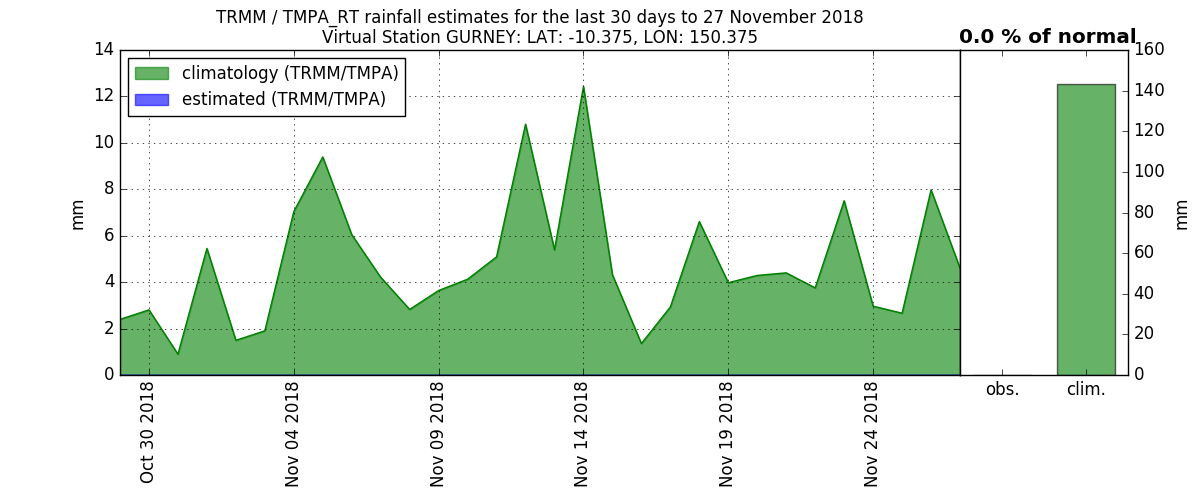 TRMM / TMPA_RT rainfall estimates for the last 30 days to 27 November 2018
Virtual Station GURNEY: LAT: -10.375, LON: 150.375
0.0 % of normal
climatology (TRMM/TMPA)
estimated (TRMM/TMPA)
14
12
10
8
6
4
2
0
mm
Oct 30 2018
Nov 04 2018
Nov 09 2018
Nov 14 2018
Nov 19 2018
Nov 24 2018
obs.
clim.
160
140
120
100
80
60
40
20
0
mm